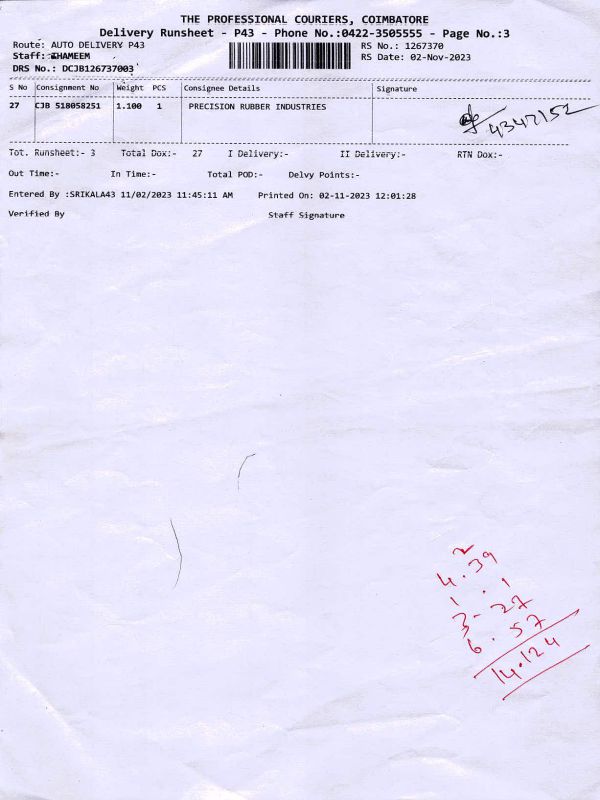 THE PROFESSIONAL COURIERS, COIMBATORE
Delivery Runsheet - P43 - Phone No.:0422-3505555 - Page No.:3
Route: AUTO DELIVERY P43
RS No.: 1267370
Staff: SHAMEEM
RS Date: 02-Nov-2023
DRS No.: DCJB126737003
S No Consignment No Weight PCS Consignee Details Signature
27 CJB 518058251 1.100 1 PRECISION RUBBER INDUSTRIES
4347152
Tot. Runsheet:- 3 Total Dox:- 27 I Delivery:- II Delivery:- RTN Dox:-
Out Time:- In Time:- Total POD:- Delvy Points:-
Entered By :SRIKALA43 11/02/2023 11:45:11 AM Printed On: 02-11-2023 12:01:28
Verified By Staff Signature
2
4.39
1.1
3-27
6.57
14.124